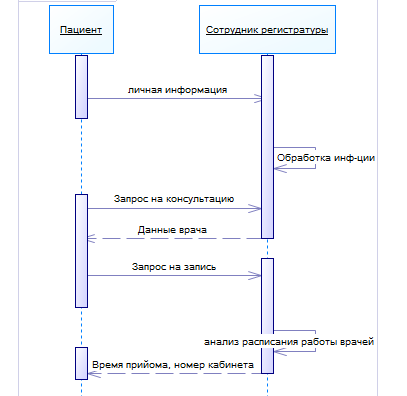 Пациент
Сотрудник регистратуры
личная информация
Обработка инф-ции
Запрос на консультацию
Данные врача
Запрос на запись
анализ расписания работы врачей
Время прийома, номер кабинета